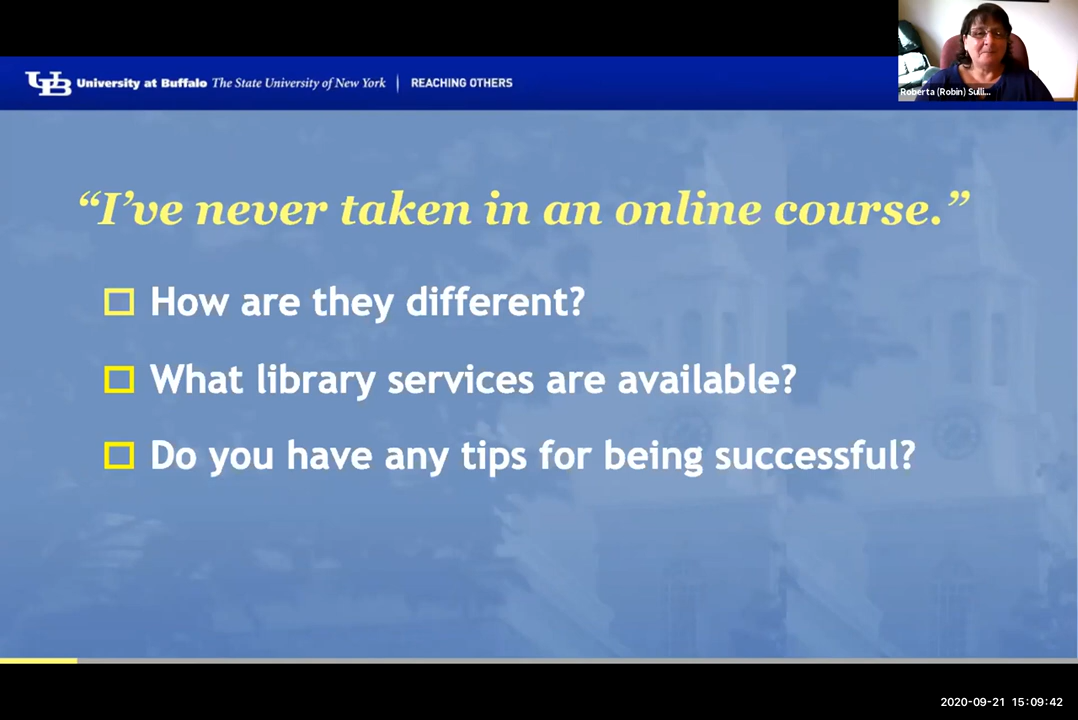 UB University at Buffalo The State University of New York | REACHING OTHERS
Roberta (Robin) Sulli...
“I’ve never taken in an online course.”
How are they different?
What library services are available?
Do you have any tips for being successful?
2020-09-21 15:09:42